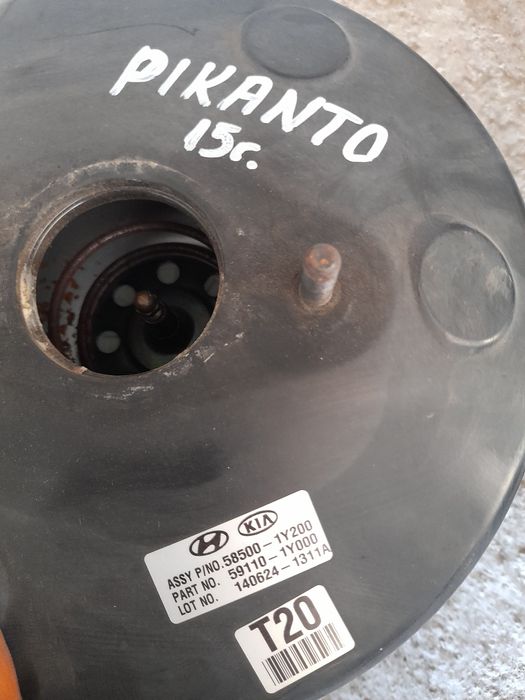 PIKANTO
15г.
KIA
ASSY P/NO. 58500-1Y200
PART NO. 59110-1Y000
LOT NO. 140624-1311A
T20